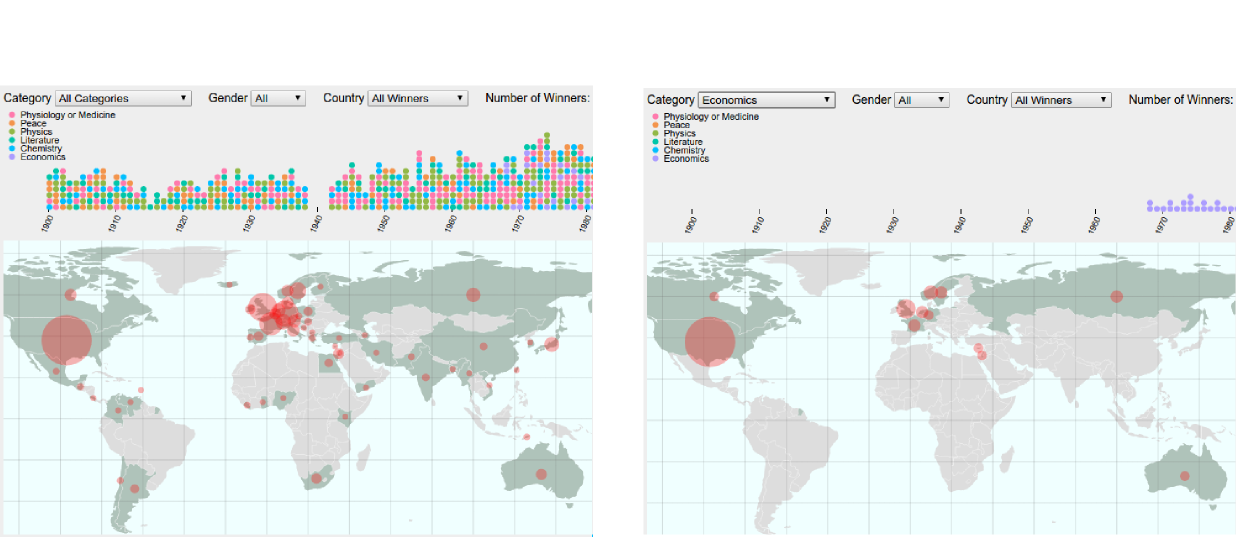 Category All Categories Gender All Country All Winners Number of Winners:
Physiology or Medicine
Peace
Physics
Literature
Chemistry
Economics
1900 1910 1920 1930 1940 1950 1960 1970 1980
Category Economics Gender All Country All Winners Number of Winners:
Physiology or Medicine
Peace
Physics
Literature
Chemistry
Economics
1900 1910 1920 1930 1940 1950 1960 1970 1980